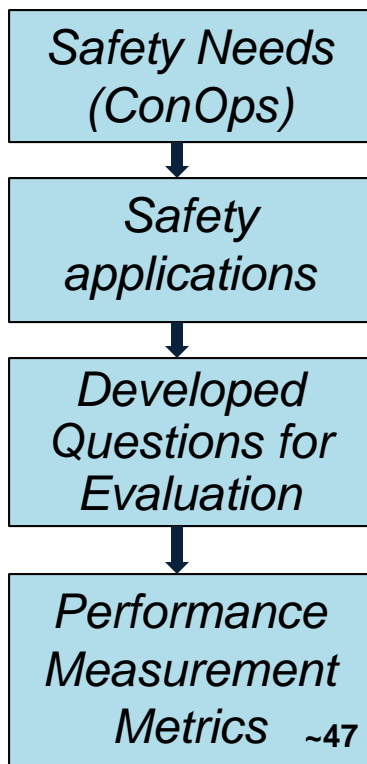 Safety Needs
(ConOps)
Safety
applications
Developed
Questions for
Evaluation
Performance
Measurement
Metrics ~47